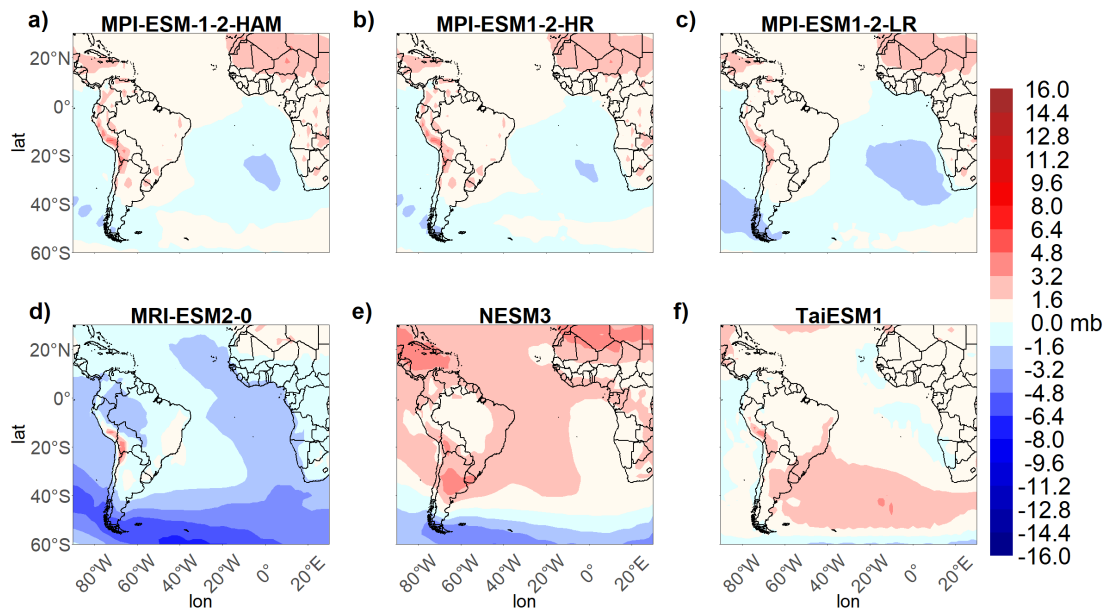 a) MPI-ESM-1-2-HAM
b) MPI-ESM1-2-HR
c) MPI-ESM1-2-LR
20°N
0°
20°S
40°S
60°S
lat
d) MRI-ESM2-0
e) NESM3
f) TaiESM1
20°N
0°
20°S
40°S
60°S
lat
80°W
60°W
40°W
20°W
0°
20°E
lon
80°W
60°W
40°W
20°W
0°
20°E
lon
80°W
60°W
40°W
20°W
0°
20°E
lon
16.0
14.4
12.8
11.2
9.6
8.0
6.4
4.8
3.2
1.6
0.0 mb
-1.6
-3.2
-4.8
-6.4
-8.0
-9.6
-11.2
-12.8
-14.4
-16.0